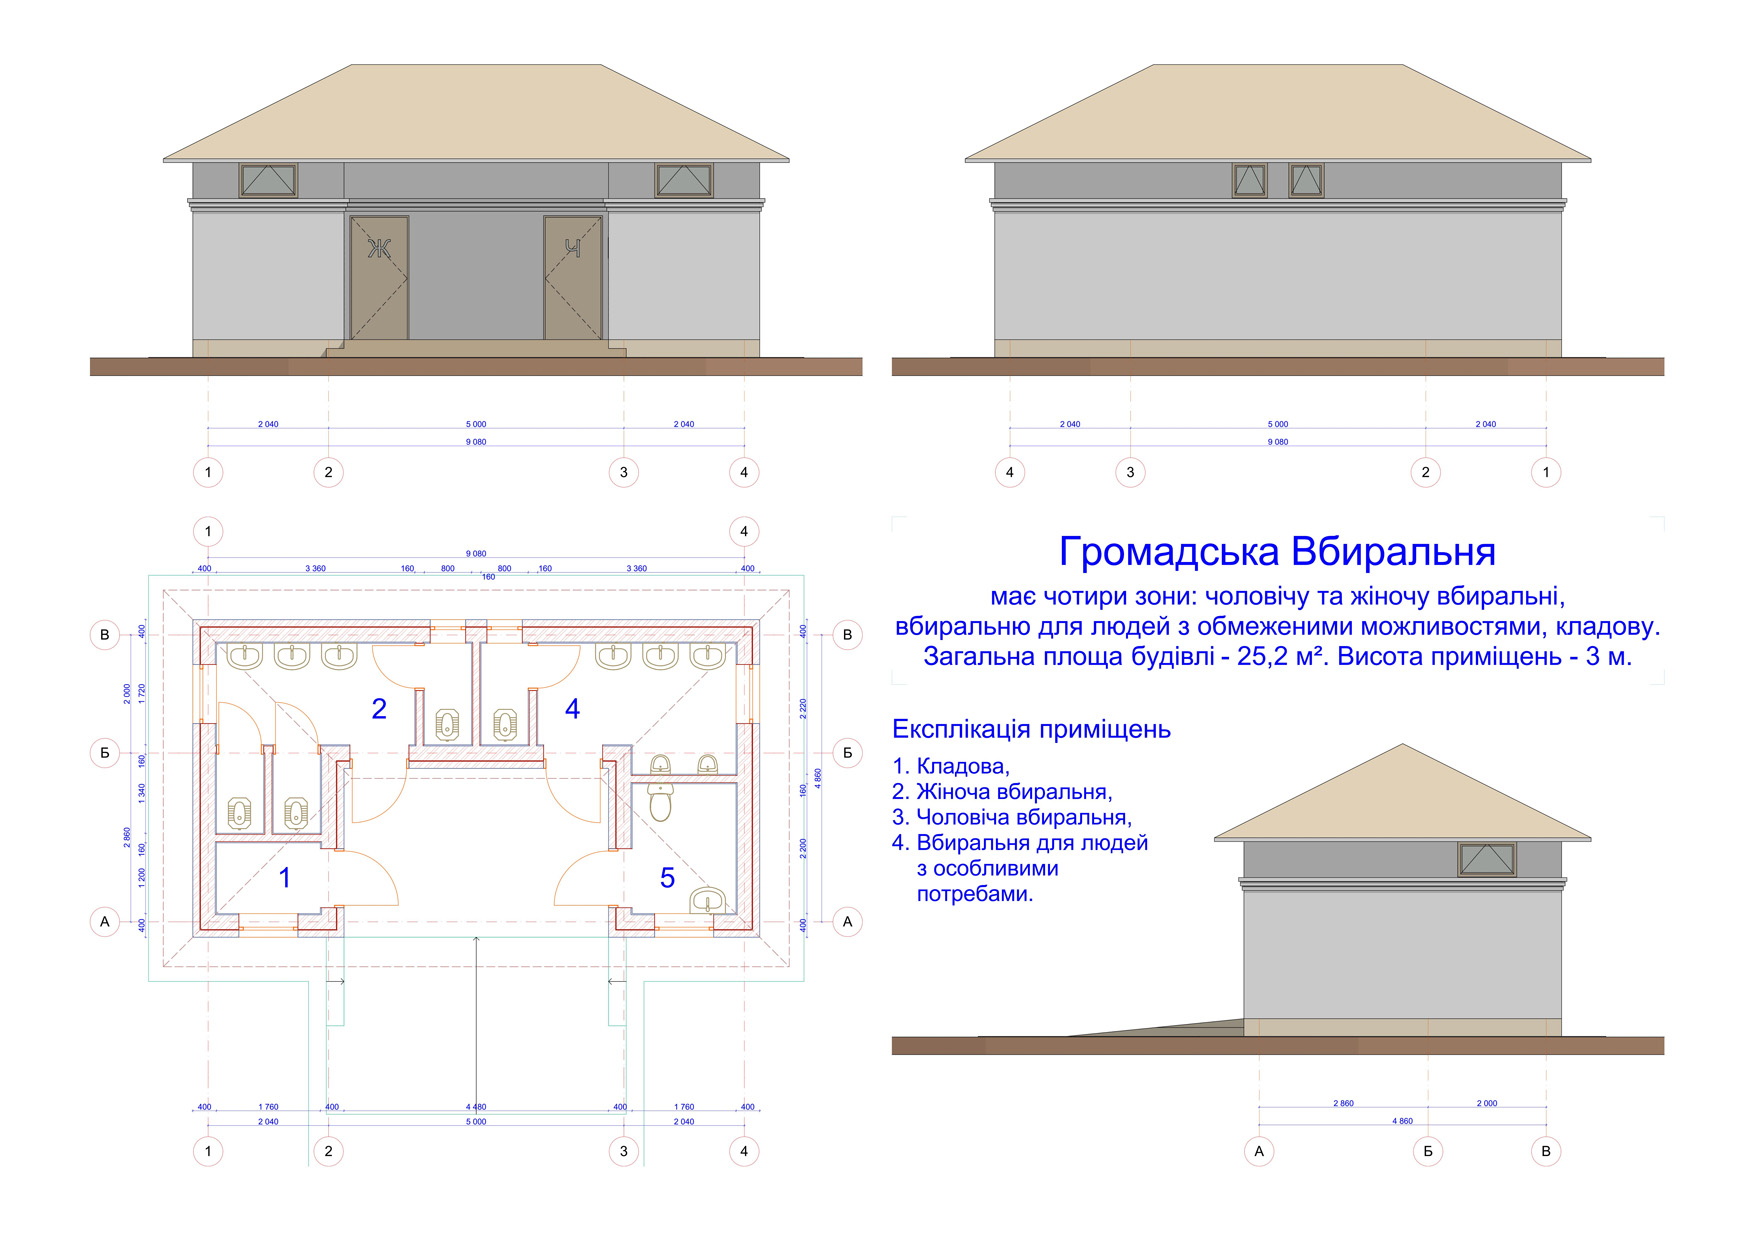 Ж Ч
2 040 5 000 2 040
9 080
1 2 3 4
2 040 5 000 2 040
9 080
4 3 2 1
1 4
9 080
400 3 360 160 800 160 800 160 3 360 400
В В
Б Б
А А
400 1 720 160 1 340 160 1 200 400
2 000 2 860
400 2 220 160 2 200 400
4 860
2 4
1 5
400 1 760 400 4 480 400 1 760 400
2 040 5 000 2 040
1 2 3 4
Громадська Вбиральня
має чотири зони: чоловічу та жіночу вбиральні,
вбиральню для людей з обмеженими можливостями, кладову.
Загальна площа будівлі - 25,2 м². Висота приміщень - 3 м.
Експлікація приміщень
1. Кладова,
2. Жіноча вбиральня,
3. Чоловіча вбиральня,
4. Вбиральня для людей
з особливими
потребами.
2 860 2 000
4 860
А Б В